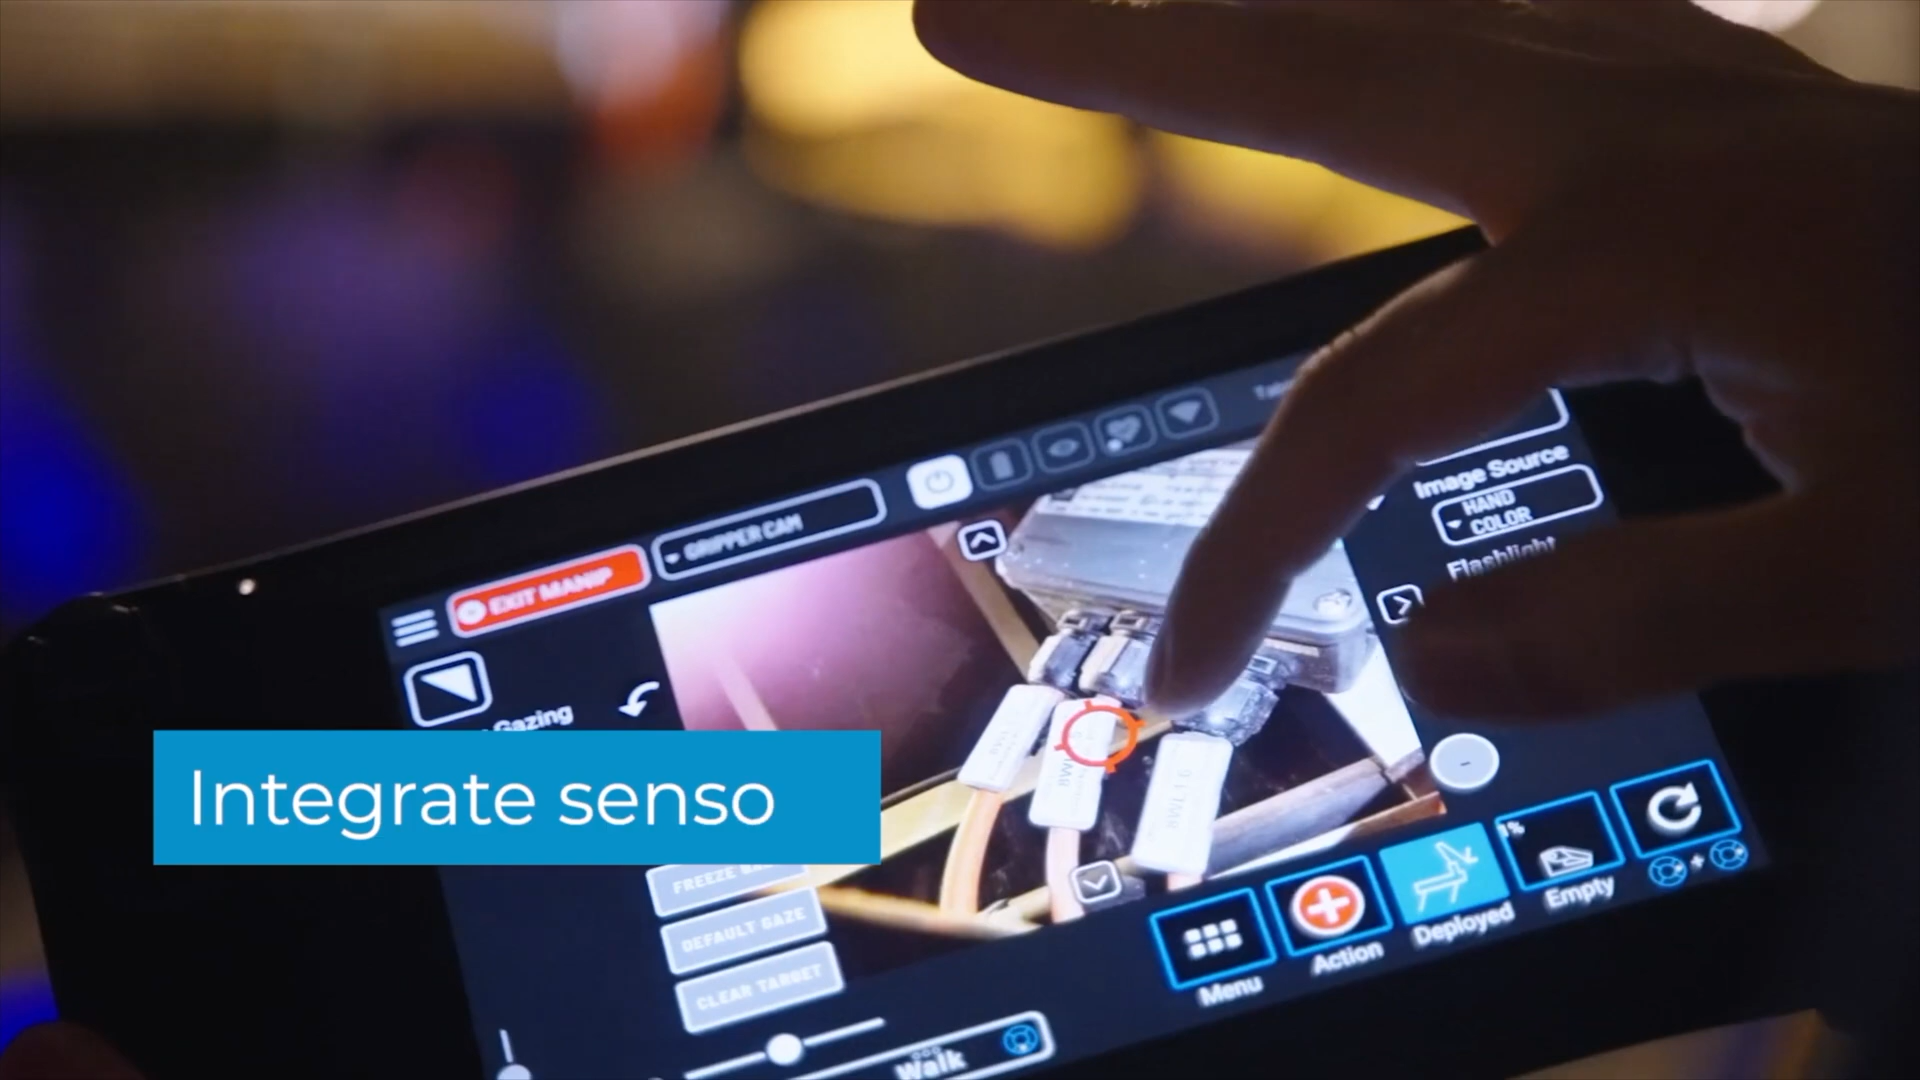 EXIT MANIP
GRIPPER CAM
Image Source
HAND
COLOR
Flashlight
Gazing
Integrate senso
FREEZE
DEFAULT GAZE
CLEAR TARGET
Walk
Menu
Action
Deployed
1%
Empty
-
+